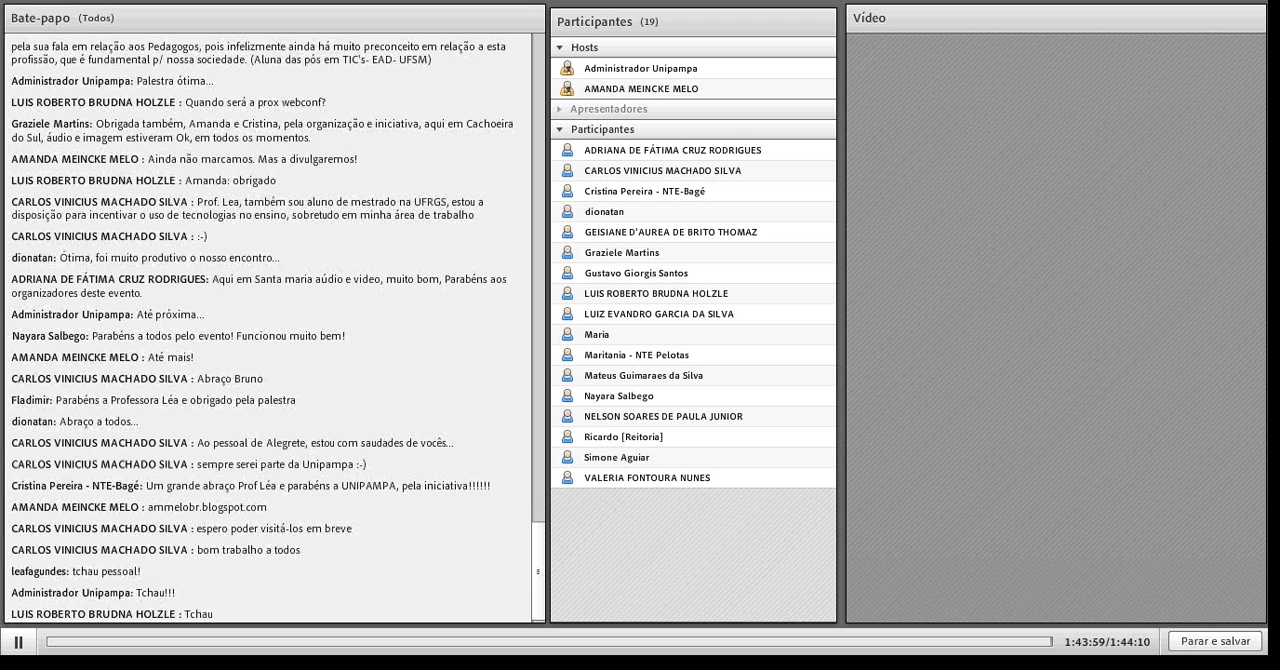 Bate-papo (Todos)
pela sua fala em relação aos Pedagogos, pois infelizmente ainda há muito preconceito em relação a esta
profissão, que é fundamental p/ nossa sociedade. (Aluna das pós em TIC's- EAD- UFSM)
Administrador Unipampa: Palestra ótima...
LUIS ROBERTO BRUDNA HOLZLE : Quando será a prox webconf?
Graziele Martins: Obrigada também, Amanda e Cristina, pela organização e iniciativa, aqui em Cachoeira
do Sul, áudio e imagem estiveram Ok, em todos os momentos.
AMANDA MEINCKE MELO : Ainda não marcamos. Mas a divulgaremos!
LUIS ROBERTO BRUDNA HOLZLE : Amanda: obrigado
CARLOS VINICIUS MACHADO SILVA : Prof. Lea, também sou aluno de mestrado na UFRGS, estou a
disposição para incentivar o uso de tecnologias no ensino, sobretudo em minha área de trabalho
CARLOS VINICIUS MACHADO SILVA : :-)
dionatan: Ótima, foi muito produtivo o nosso encontro...
ADRIANA DE FÁTIMA CRUZ RODRIGUES: Aqui em Santa maria aúdio e video, muito bom, Parabéns aos
organizadores deste evento.
Administrador Unipampa: Até próxima...
Nayara Salbego: Parabéns a todos pelo evento! Funcionou muito bem!
AMANDA MEINCKE MELO : Até mais!
CARLOS VINICIUS MACHADO SILVA : Abraço Bruno
Fladimir: Parabéns a Professora Léa e obrigado pela palestra
dionatan: Abraço a todos...
CARLOS VINICIUS MACHADO SILVA : Ao pessoal de Alegrete, estou com saudades de vocês...
CARLOS VINICIUS MACHADO SILVA : sempre serei parte da Unipampa :-)
Cristina Pereira - NTE-Bagé: Um grande abraço Prof Léa e parabéns a UNIPAMPA, pela iniciativa!!!!!!
AMANDA MEINCKE MELO : ammelobr.blogspot.com
CARLOS VINICIUS MACHADO SILVA : espero poder visitá-los em breve
CARLOS VINICIUS MACHADO SILVA : bom trabalho a todos
leafagundes: tchau pessoal!
Administrador Unipampa: Tchau!!!
LUIS ROBERTO BRUDNA HOLZLE : Tchau
Participantes (19)
Hosts
Administrador Unipampa
AMANDA MEINCKE MELO
Apresentadores
Participantes
ADRIANA DE FÁTIMA CRUZ RODRIGUES
CARLOS VINICIUS MACHADO SILVA
Cristina Pereira - NTE-Bagé
dionatan
GEISIANE D'AUREA DE BRITO THOMAZ
Graziele Martins
Gustavo Giorgis Santos
LUIS ROBERTO BRUDNA HOLZLE
LUIZ EVANDRO GARCIA DA SILVA
Maria
Maritania - NTE Pelotas
Mateus Guimaraes da Silva
Nayara Salbego
NELSON SOARES DE PAULA JUNIOR
Ricardo [Reitoria]
Simone Aguiar
VALERIA FONTOURA NUNES
Vídeo
1:43:59/1:44:10
Parar e salvar